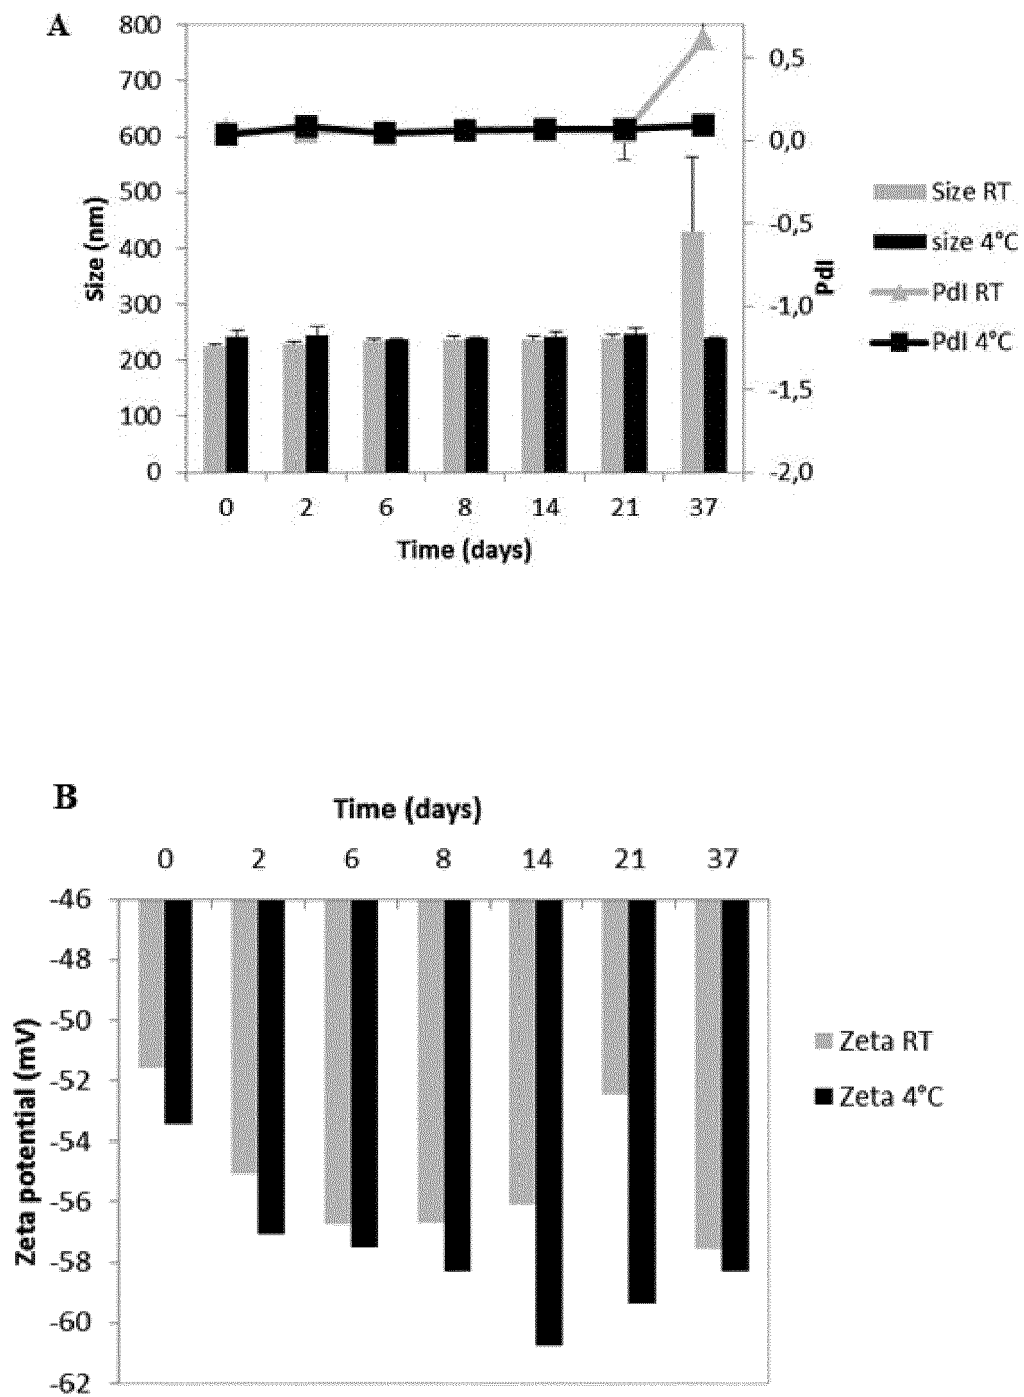 A
800
700
600
500
400
300
200
100
0
Size (nm)
0,5
0,0
-0,5
-1,0
-1,5
-2,0
PdI
0 2 6 8 14 21 37
Time (days)
Size RT
size 4°C
PdI RT
PdI 4°C
B
Time (days)
0 2 6 8 14 21 37
-46
-48
-50
-52
-54
-56
-58
-60
-62
Zeta potential (mV)
Zeta RT
Zeta 4°C